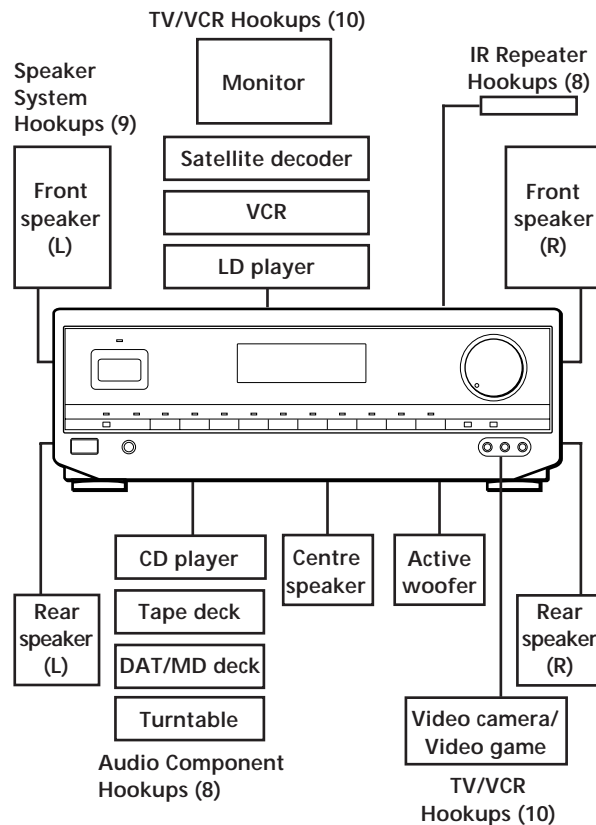 TV/VCR Hookups (10)
Monitor
IR Repeater
Hookups (8)
Speaker
System
Hookups (9)
Satellite decoder
VCR
LD player
Front
speaker
(L)
Front
speaker
(R)
CD player
Tape deck
DAT/MD deck
Turntable
Audio Component
Hookups (8)
Centre
speaker
Active
woofer
Rear
speaker
(L)
Rear
speaker
(R)
Video camera/
Video game
TV/VCR
Hookups (10)